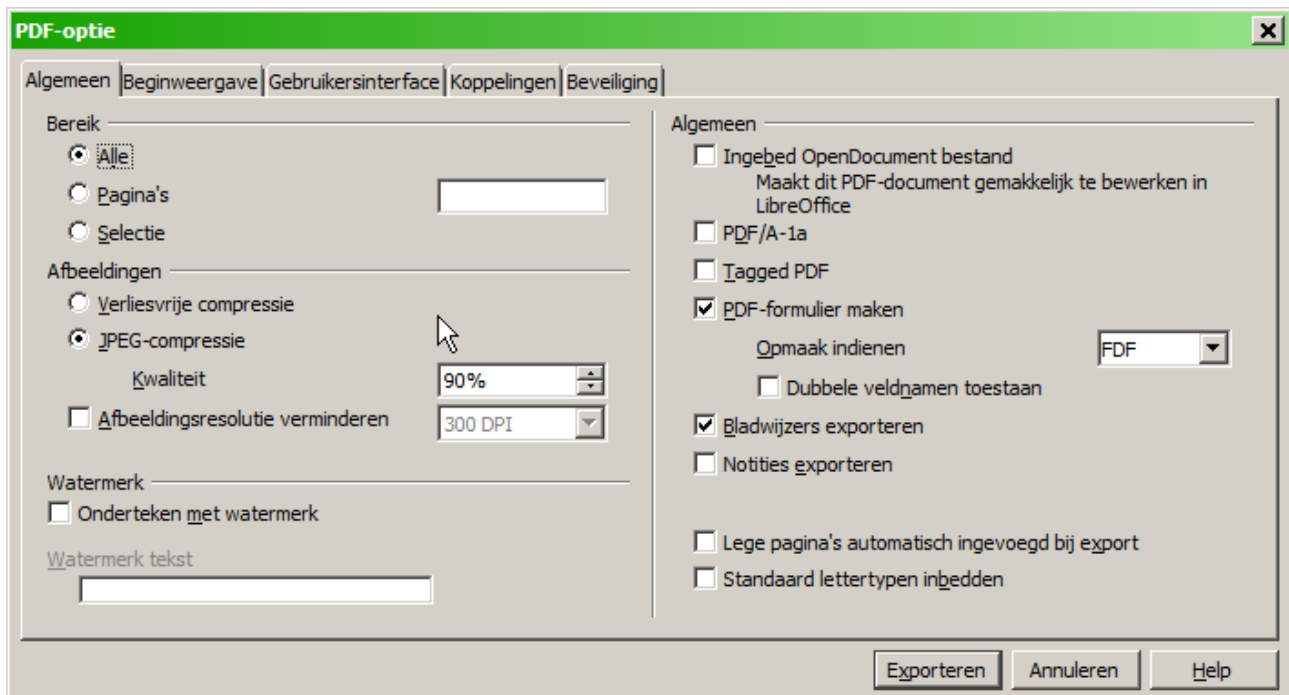 PDF-optie
Algemeen Beginweergave Gebruikersinterface Koppelingen Beveiliging
Bereik
Alle
Pagina's
Selectie
Afbeeldingen
Verliesvrije compressie
JPEG-compressie
Kwaliteit 90%
Afbeeldingsresolutie verminderen 300 DPI
Watermerk
Onderteken met watermerk
Watermerk tekst
Algemeen
Ingebed OpenDocument bestand
Maakt dit PDF-document gemakkelijk te bewerken in
LibreOffice
PDF/A-1a
Tagged PDF
PDF-formulier maken
Opmaak indienen FDF
Dubbele veldnamen toestaan
Bladwijzers exporteren
Notities exporteren
Lege pagina's automatisch ingevoegd bij export
Standaard lettertypen inbedden
Exporteren Annuleren Help